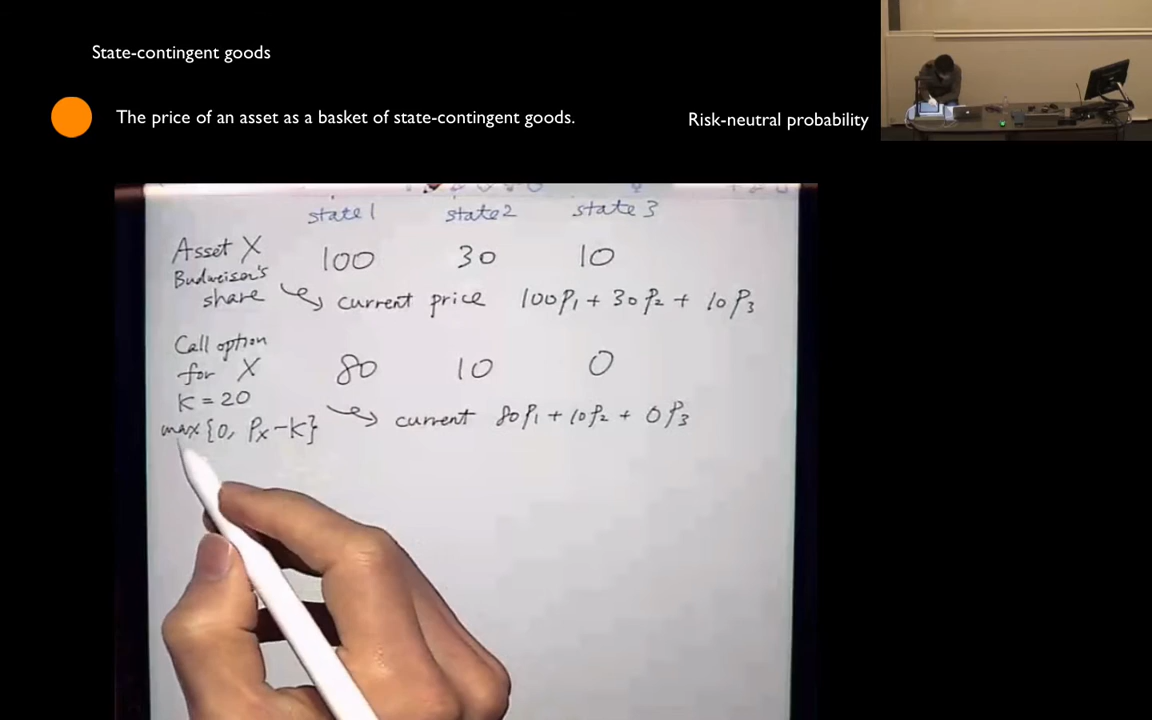 State-contingent goods
The price of an asset as a basket of state-contingent goods.
Risk-neutral probability
state 1 state 2 state 3
Asset X 100 30 10
Budweiser's
share current price 100P₁ + 30P₂ + 10P₃
Call option
for X 80 10 0
K = 20
max{0, Pₓ-K} current 80P₁ + 10P₂ + 0P₃